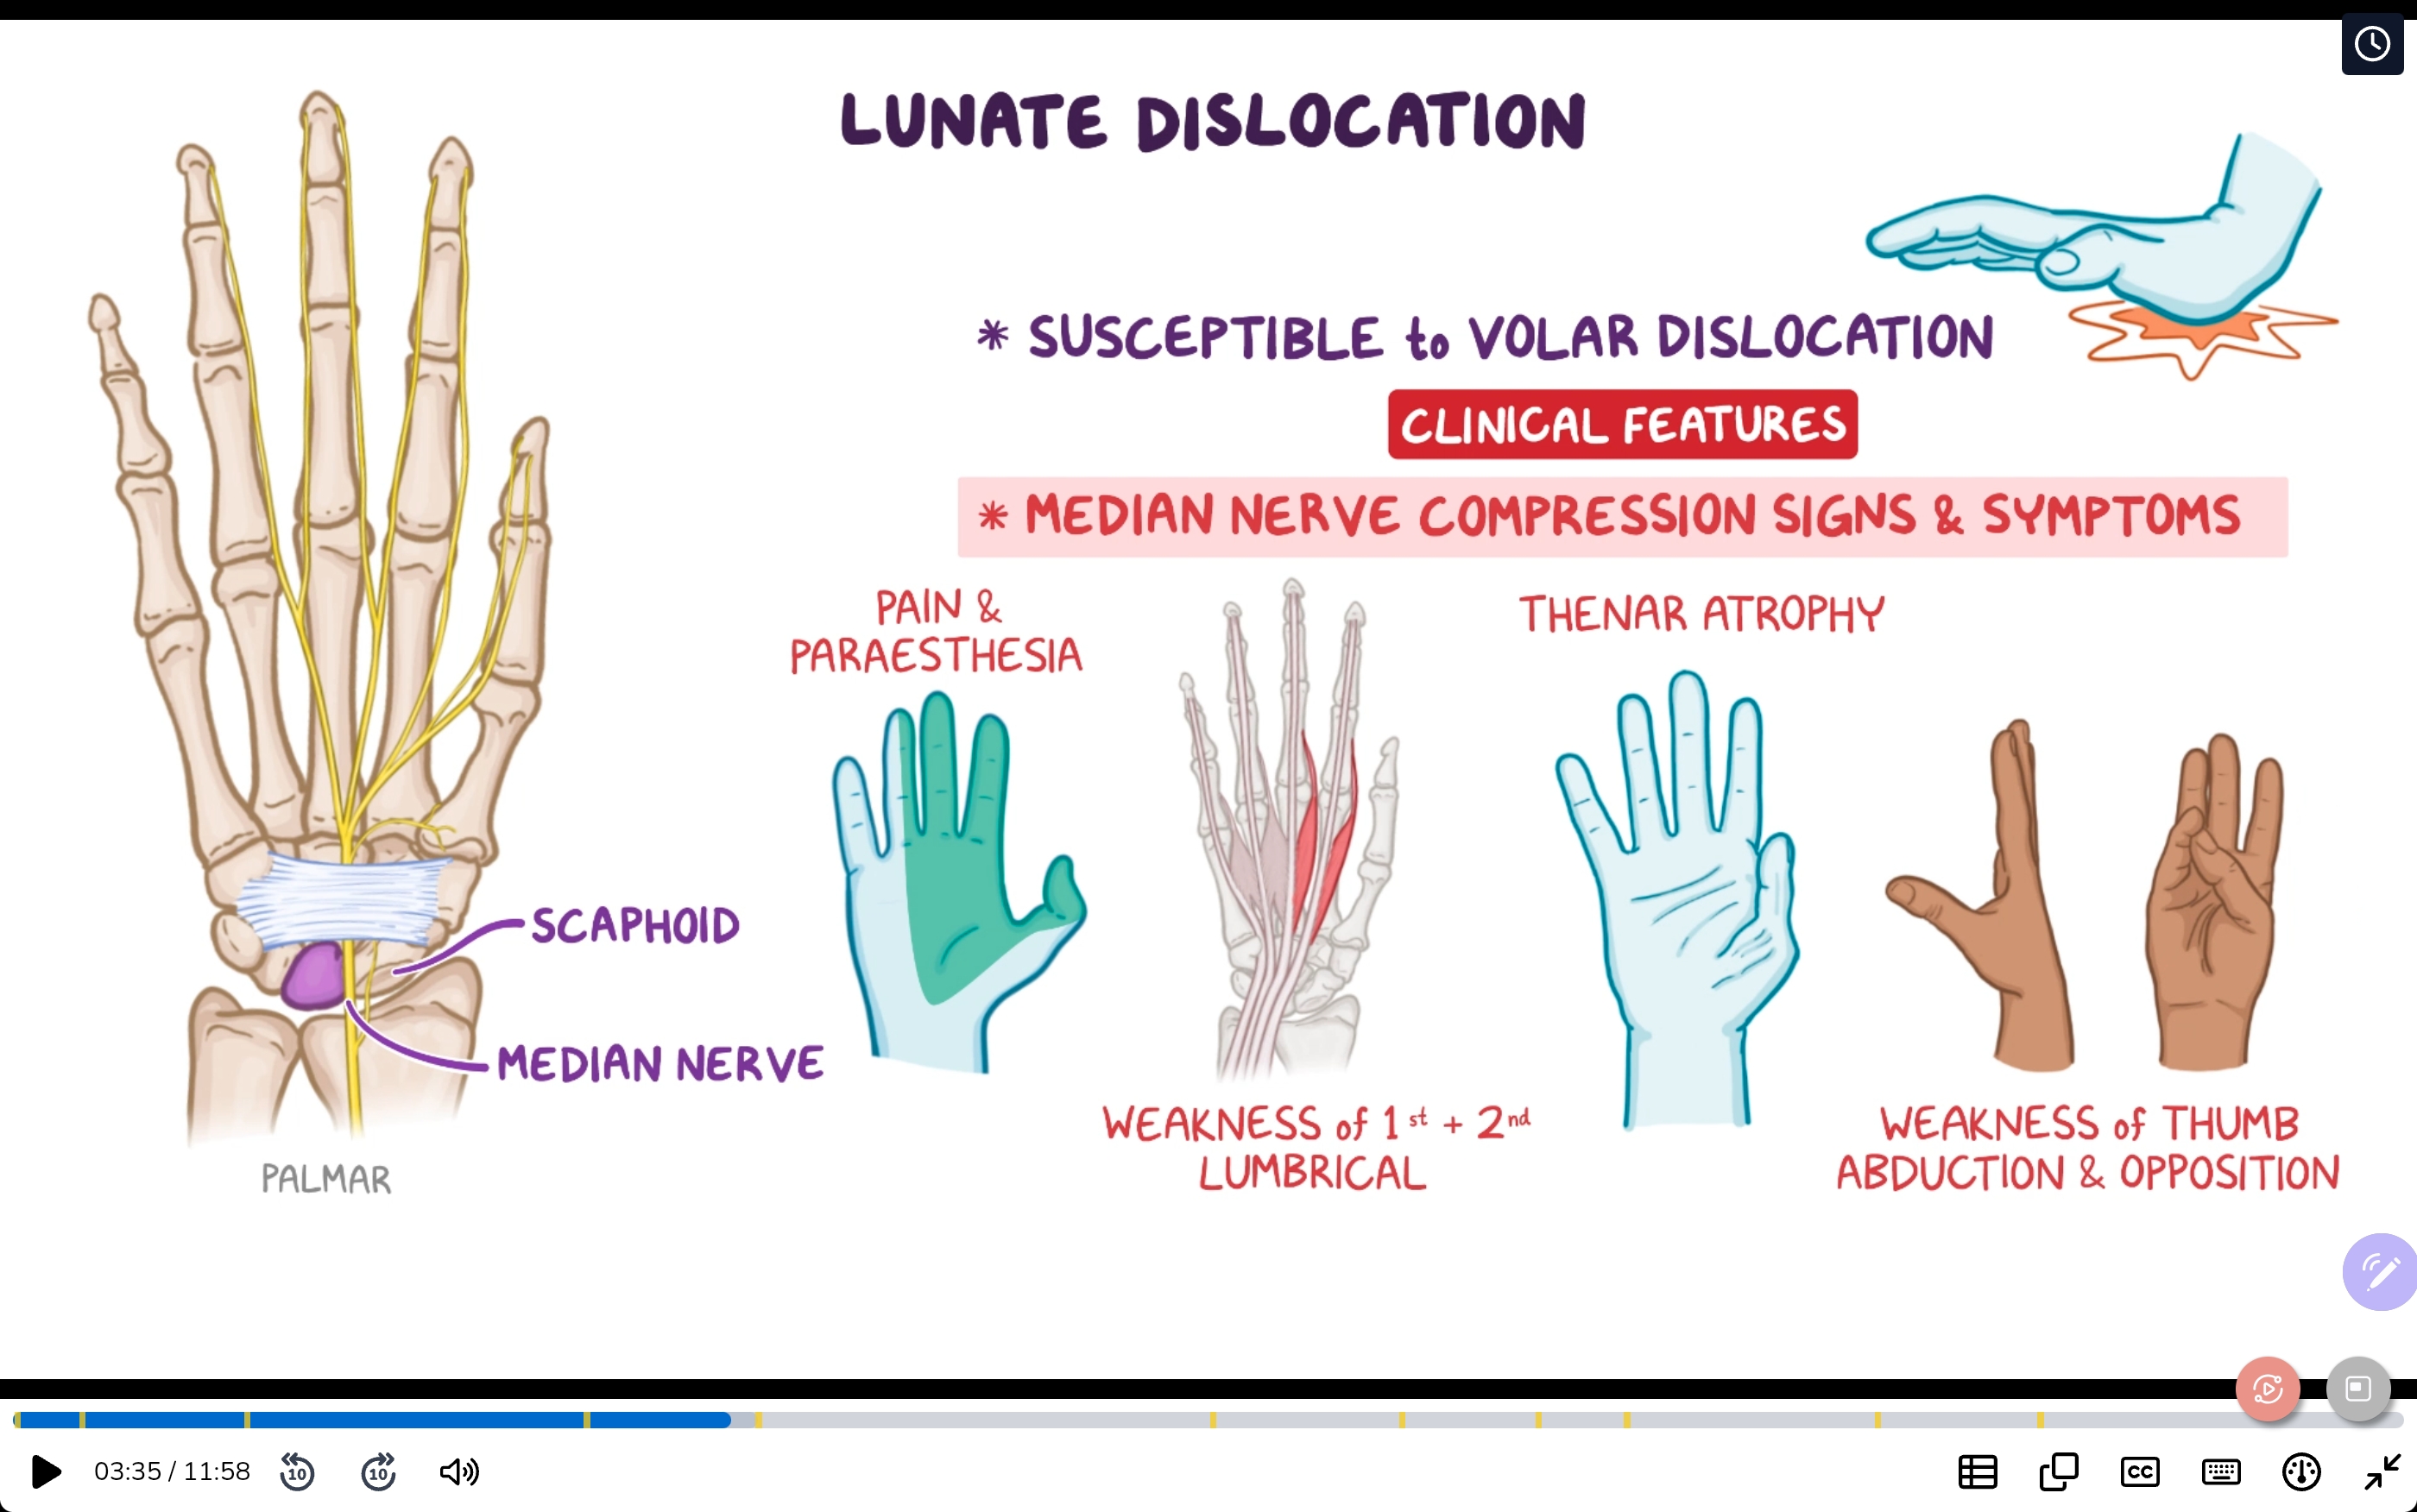 LUNATE DISLOCATION
* SUSCEPTIBLE to VOLAR DISLOCATION
CLINICAL FEATURES
* MEDIAN NERVE COMPRESSION SIGNS & SYMPTOMS
PAIN &
PARAESTHESIA
THENAR ATROPHY
SCAPHOID
MEDIAN NERVE
PALMAR
WEAKNESS of 1st + 2nd
LUMBRICAL
WEAKNESS of THUMB
ABDUCTION & OPPOSITION
03:35 / 11:58
10
10
CC